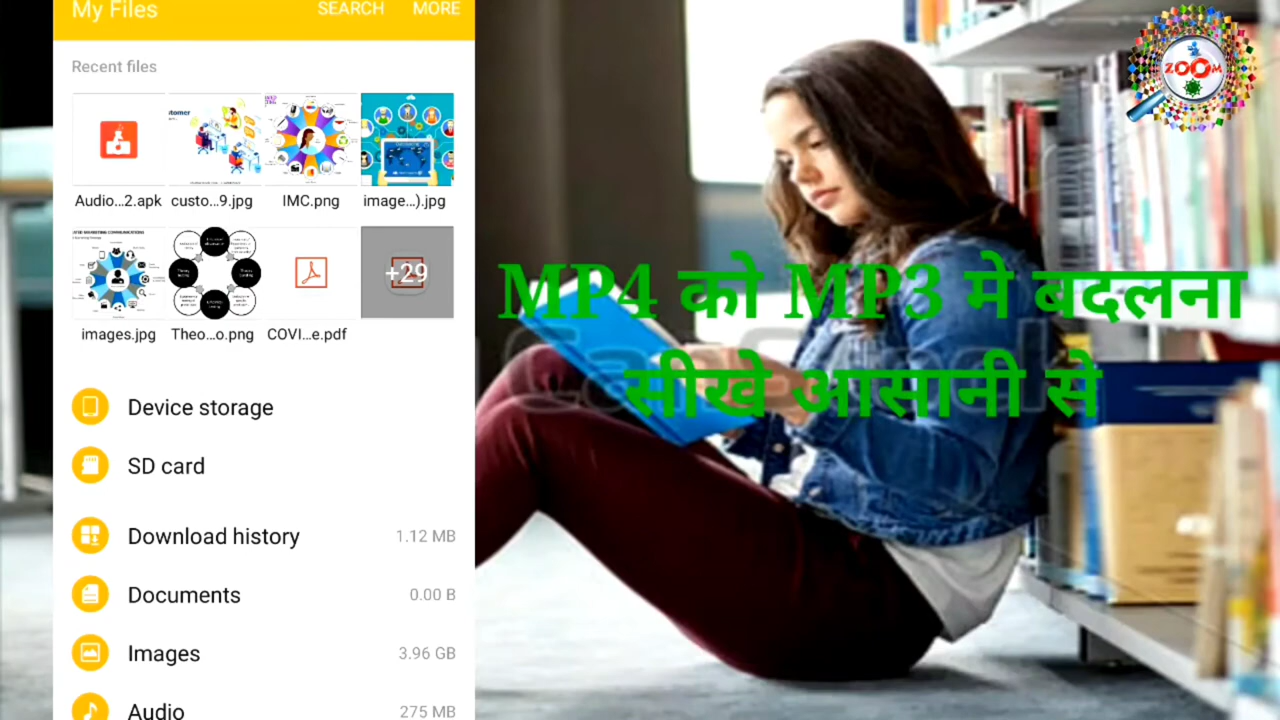 My Files
SEARCH
MORE
Recent files
Audio...2.apk
custo...9.jpg
IMC.png
image...).jpg
images.jpg
Theo...o.png
COVI...e.pdf
+29
Device storage
SD card
Download history
1.12 MB
Documents
0.00 B
Images
3.96 GB
Audio
275 MB
MP4 को MP3 मे बदलना
सीखे आसानी से
ZOOM